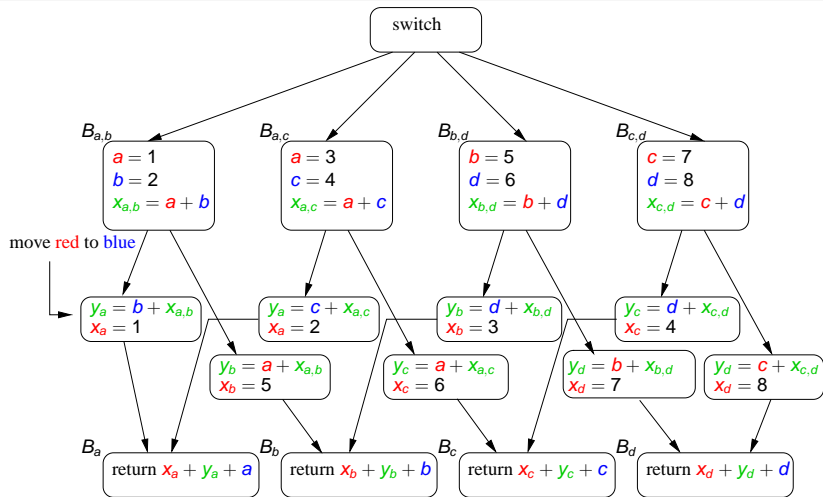 switch
B_{a,b}
B_{a,c}
B_{b,d}
B_{c,d}
a = 1
b = 2
x_{a,b} = a + b
a = 3
c = 4
x_{a,c} = a + c
b = 5
d = 6
x_{b,d} = b + d
c = 7
d = 8
x_{c,d} = c + d
move red to blue
y_a = b + x_{a,b}
x_a = 1
y_a = c + x_{a,c}
x_a = 2
y_b = d + x_{b,d}
x_b = 3
y_c = d + x_{c,d}
x_c = 4
y_b = a + x_{a,b}
x_b = 5
y_c = a + x_{a,c}
x_c = 6
y_d = b + x_{b,d}
x_d = 7
y_d = c + x_{c,d}
x_d = 8
B_a
B_b
B_c
B_d
return x_a + y_a + a
return x_b + y_b + b
return x_c + y_c + c
return x_d + y_d + d